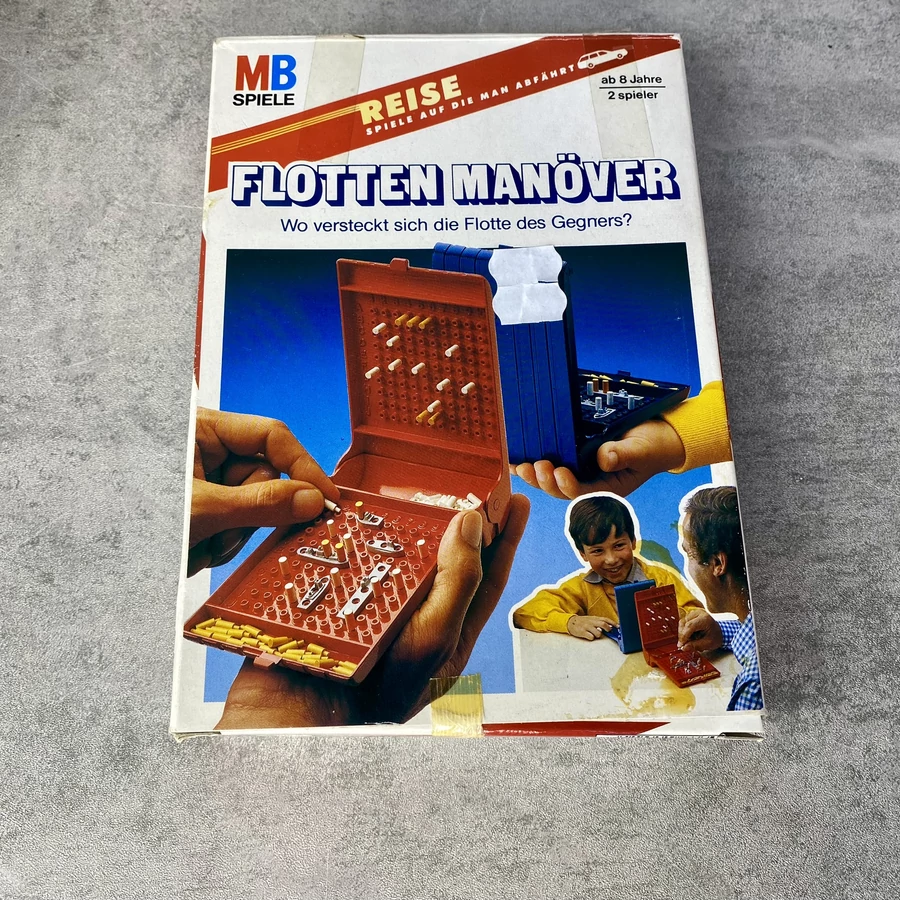 MB
SPIELE
REISE
SPIELE AUF DIE MAN ABFÄHRT
ab 8 Jahre
2 spieler
FLOTTEN MANÖVER
Wo versteckt sich die Flotte des Gegners?